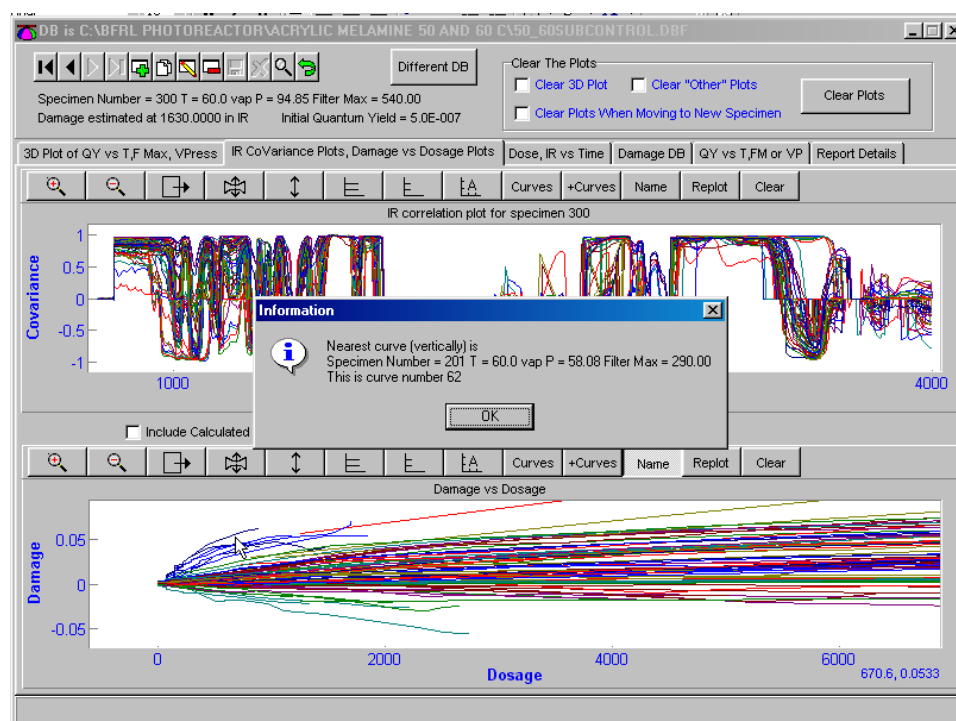 DB is C:\BFRL PHOTOREACTOR\ACRYLIC MELAMINE 50 AND 60 C\50_60SUBCONTROL.DBF
Different DB
Clear The Plots
Clear 3D Plot
Clear "Other" Plots
Clear Plots When Moving to New Specimen
Clear Plots
Specimen Number = 300 T = 60.0 vap P = 94.85 Filter Max = 540.00
Damage estimated at 1630.0000 in IR Initial Quantum Yield = 5.0E-007
3D Plot of QY vs T,F Max, VPress
IR CoVariance Plots, Damage vs Dosage Plots
Dose, IR vs Time
Damage DB
QY vs T,FM or VP
Report Details
Curves
+Curves
Name
Replot
Clear
IR correlation plot for specimen 300
Covariance
1
0.5
0
-0.5
-1
1000
4000
Information
Nearest curve (vertically) is
Specimen Number = 201 T = 60.0 vap P = 58.08 Filter Max = 290.00
This is curve number 62
OK
Include Calculated
Curves
+Curves
Name
Replot
Clear
Damage vs Dosage
Damage
0.05
0
-0.05
0
2000
4000
6000
Dosage
670.6, 0.0533